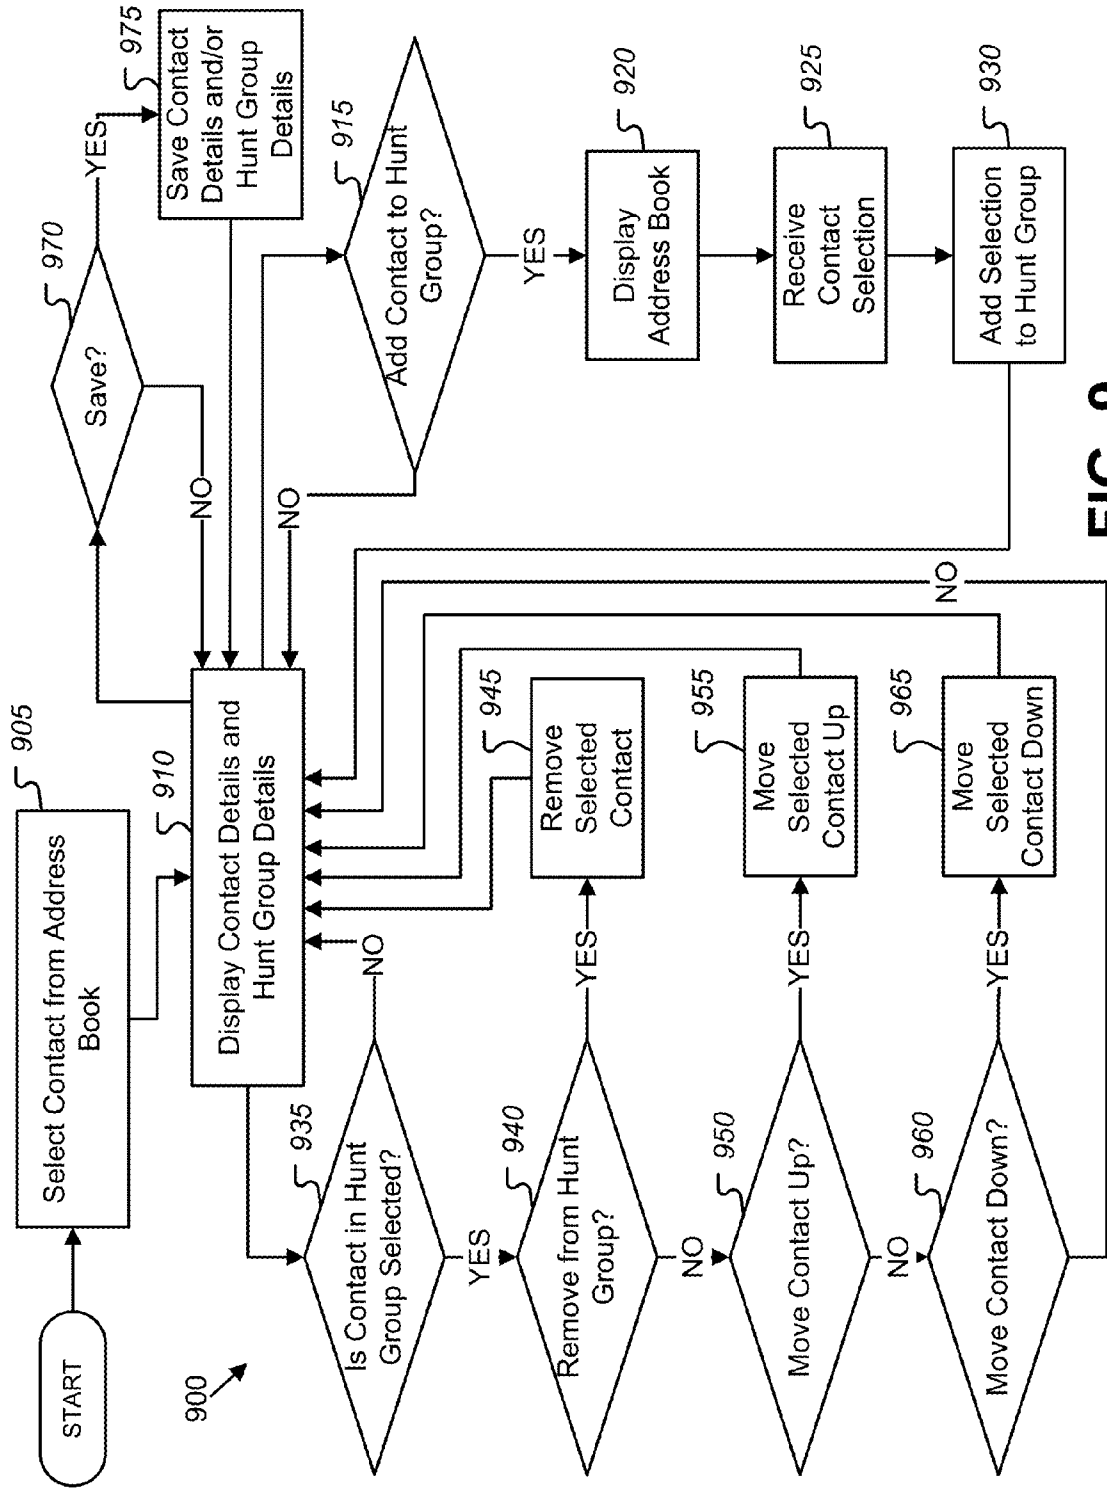 900
START
905
Select Contact from Address
Book
910
Display Contact Details and
Hunt Group Details
970
Save?
YES
NO
975
Save Contact
Details and/or
Hunt Group
Details
915
Add Contact to Hunt
Group?
NO
YES
920
Display
Address Book
925
Receive
Contact
Selection
930
Add Selection
to Hunt Group
935
Is Contact in Hunt
Group Selected?
NO
YES
940
Remove from Hunt
Group?
YES
NO
945
Remove
Selected
Contact
950
Move Contact Up?
YES
NO
955
Move
Selected
Contact Up
960
Move Contact Down?
YES
NO
965
Move
Selected
Contact Down
FIG.